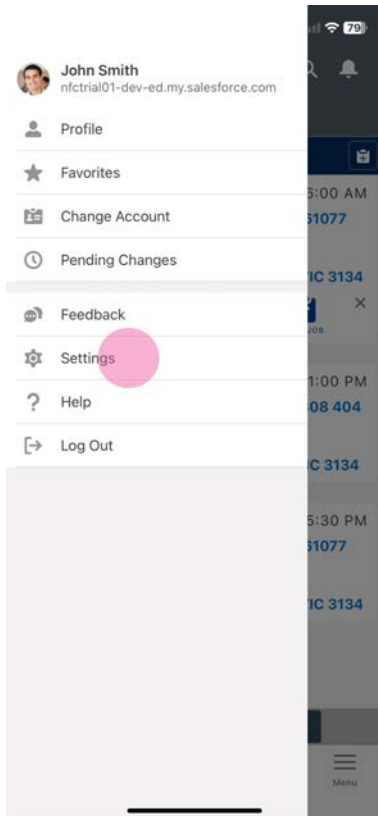 79
John Smith
nfctrial01-dev-ed.my.salesforce.com
Profile
Favorites
6:00 AM
Change Account
61077
Pending Changes
IC 3134
Feedback
JOB
Settings
1:00 PM
Help
08 404
Log Out
IC 3134
5:30 PM
61077
IC 3134
Menu